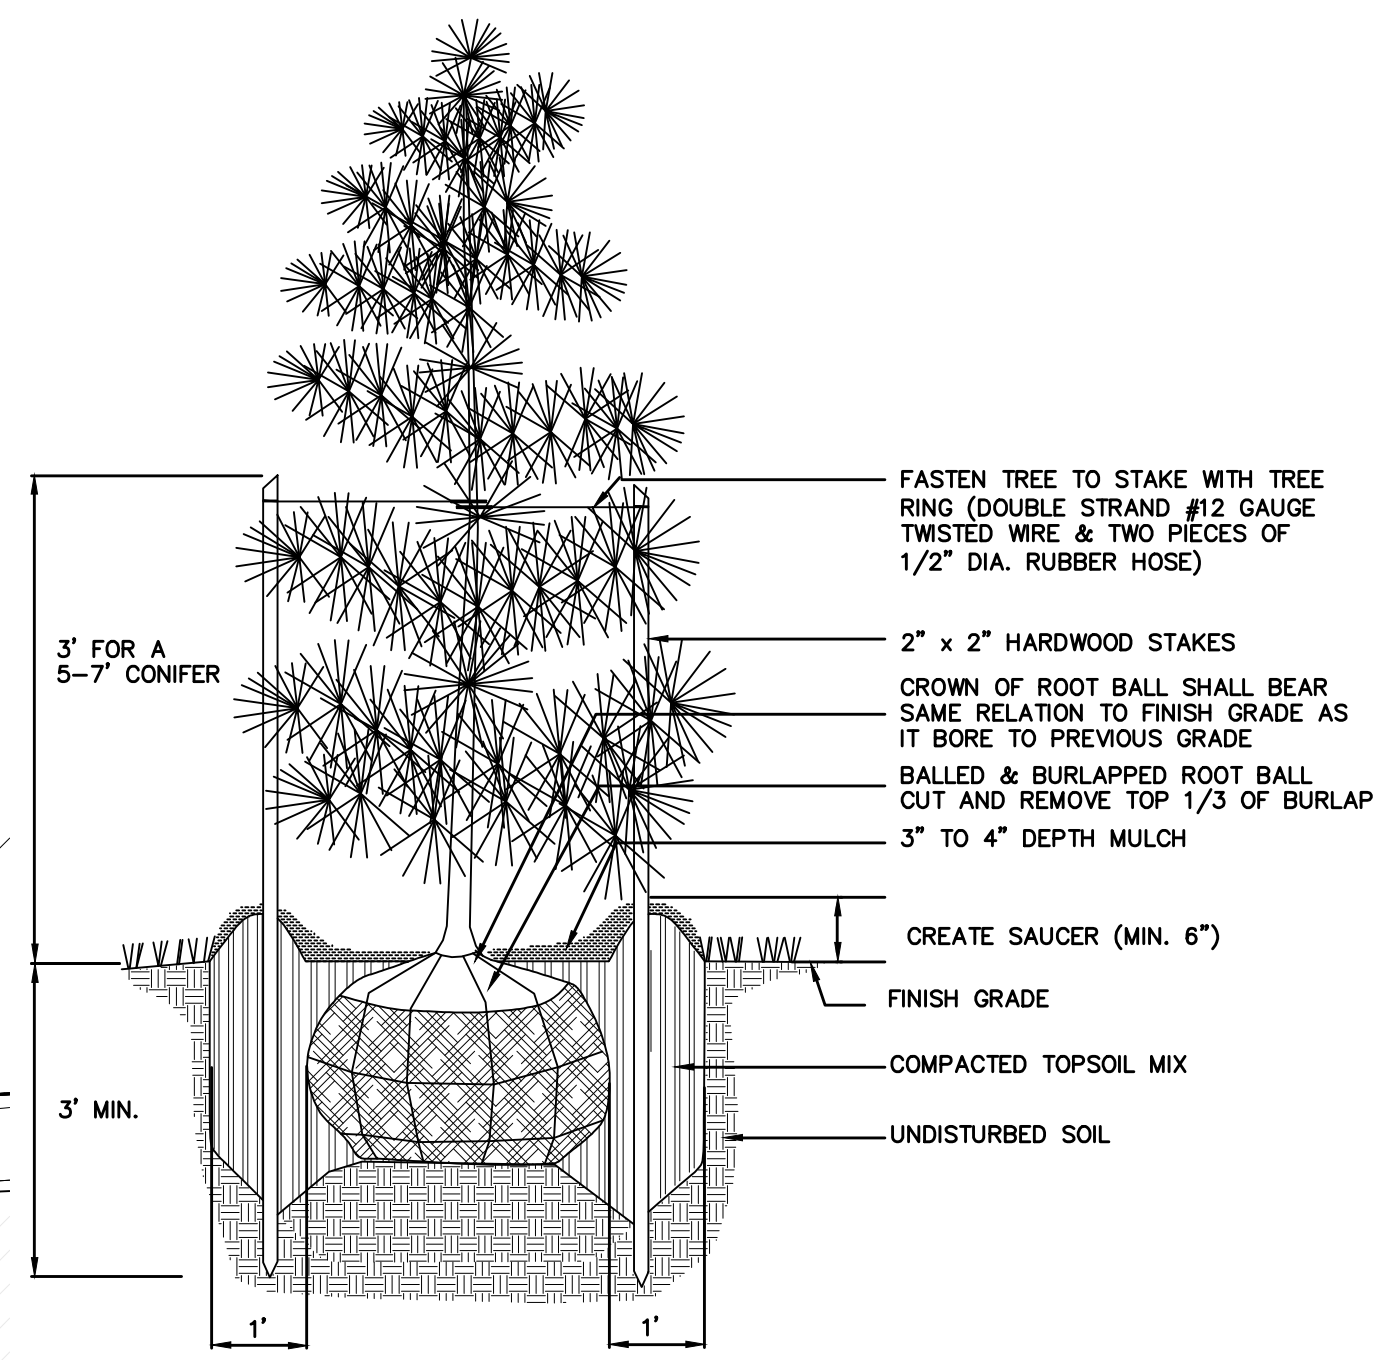 FASTEN TREE TO STAKE WITH TREE
RING (DOUBLE STRAND #12 GAUGE
TWISTED WIRE & TWO PIECES OF
1/2" DIA. RUBBER HOSE)
3' FOR A
5-7' CONIFER
2" x 2" HARDWOOD STAKES
CROWN OF ROOT BALL SHALL BEAR
SAME RELATION TO FINISH GRADE AS
IT BORE TO PREVIOUS GRADE
BALLED & BURLAPPED ROOT BALL
CUT AND REMOVE TOP 1/3 OF BURLAP
3" TO 4" DEPTH MULCH
CREATE SAUCER (MIN. 6")
FINISH GRADE
COMPACTED TOPSOIL MIX
3' MIN.
UNDISTURBED SOIL
1'
1'